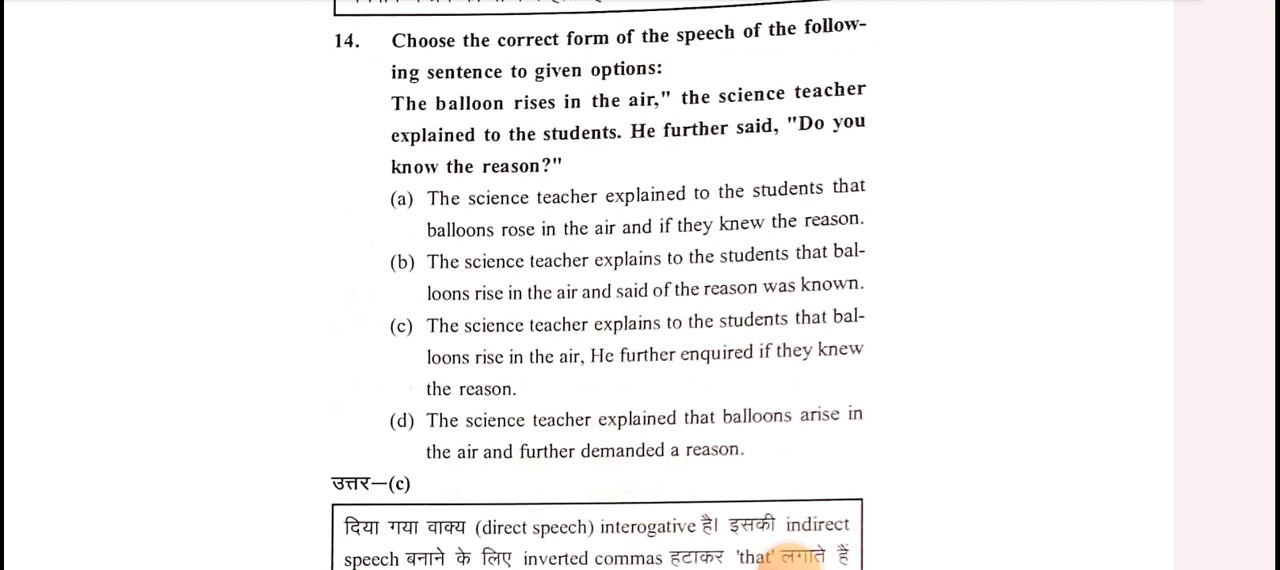 14. Choose the correct form of the speech of the follow-
ing sentence to given options:
The balloon rises in the air," the science teacher
explained to the students. He further said, "Do you
know the reason?"
(a) The science teacher explained to the students that
balloons rose in the air and if they knew the reason.
(b) The science teacher explains to the students that bal-
loons rise in the air and said of the reason was known.
(c) The science teacher explains to the students that bal-
loons rise in the air, He further enquired if they knew
the reason.
(d) The science teacher explained that balloons arise in
the air and further demanded a reason.
उत्तर–(c)
दिया गया वाक्य (direct speech) interogative है। इसकी indirect
speech बनाने के लिए inverted commas हटाकर 'that' लगाते हैं